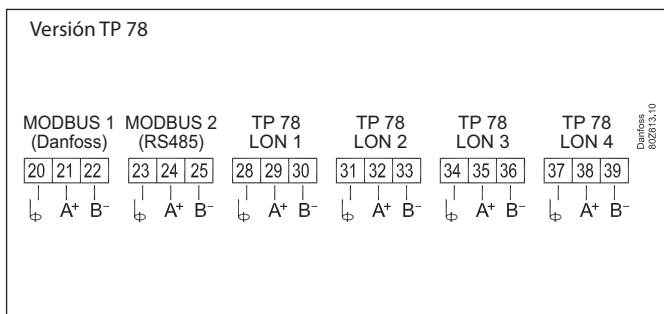 Versión TP 78
MODBUS 1 MODBUS 2 TP 78 TP 78 TP 78 TP 78
(Danfoss) (RS485) LON 1 LON 2 LON 3 LON 4
20 21 22 23 24 25 28 29 30 31 32 33 34 35 36 37 38 39
A+ B- A+ B- A+ B- A+ B- A+ B- A+ B-
Danfoss
80Z813.10